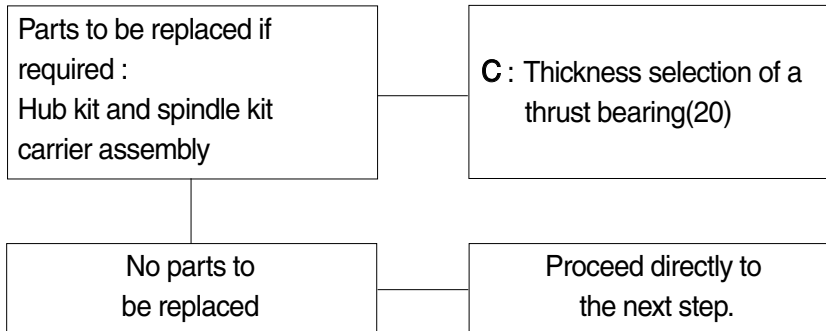 Parts to be replaced if
required :
Hub kit and spindle kit
carrier assembly
C : Thickness selection of a
thrust bearing(20)
No parts to
be replaced
Proceed directly to
the next step.